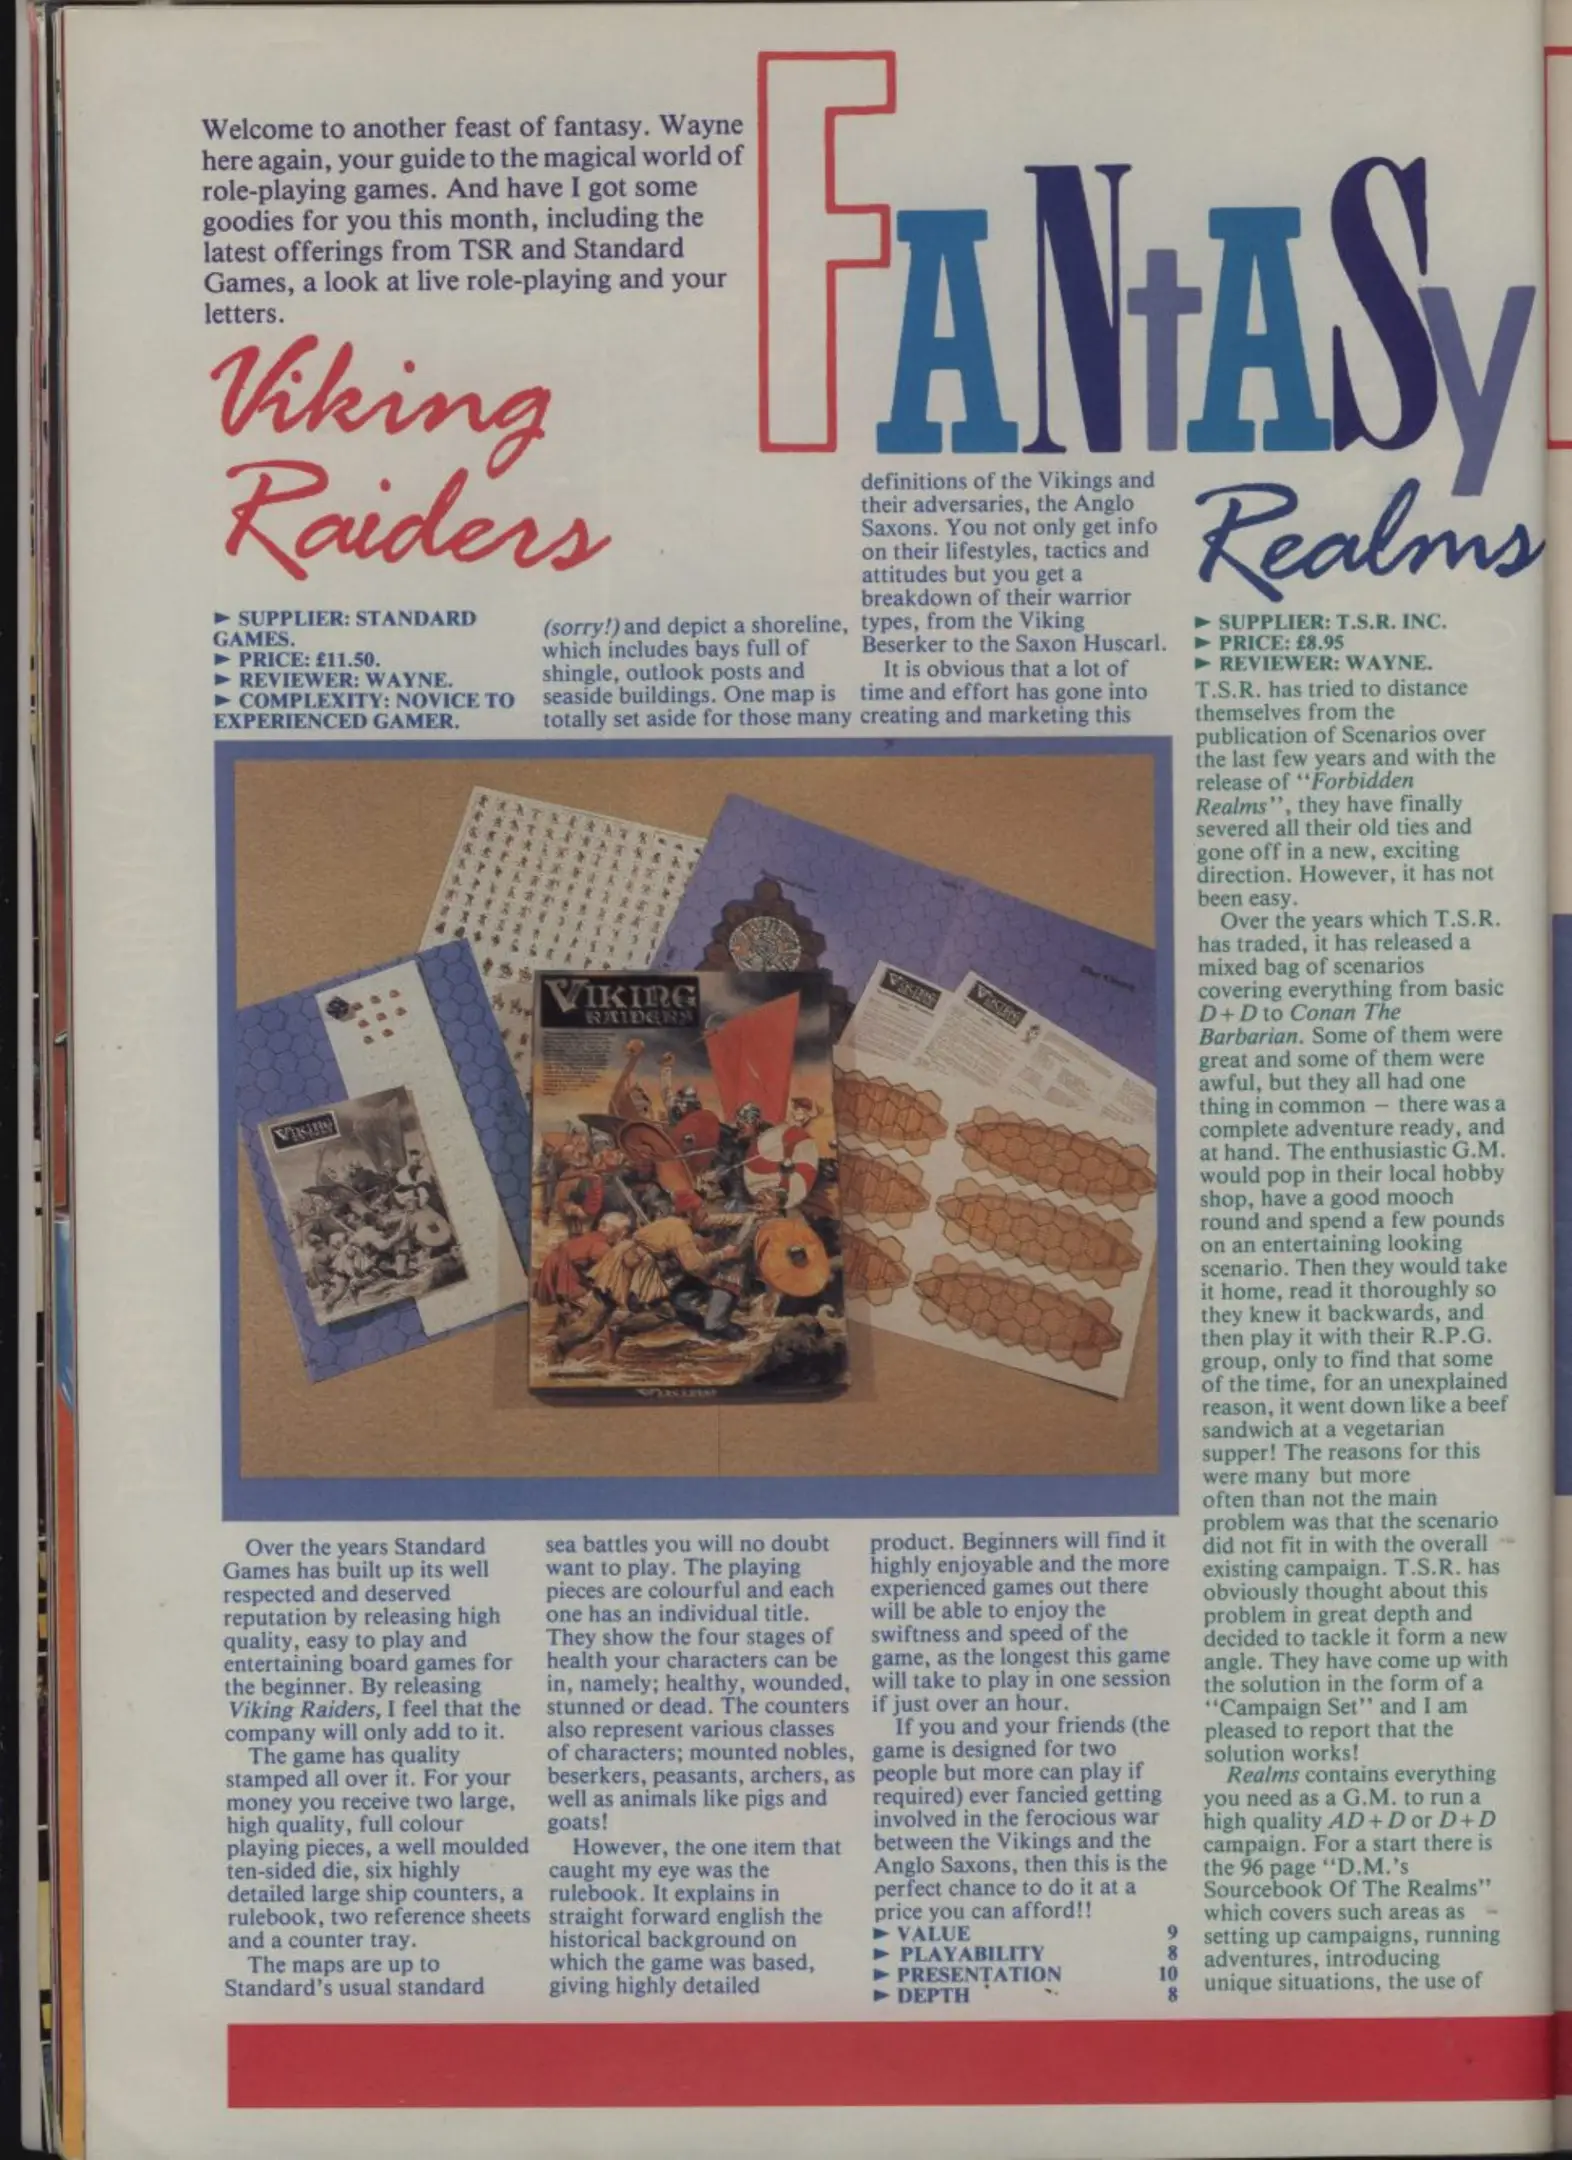 Welcome to another feast of fantasy. Wayne
here again, your guide to the magical world of
role-playing games. And have I got some
goodies for you this month, including the
latest offerings from TSR and Standard
Games, a look at live role-playing and your
letters.
FANtASy
Viking
Raiders
► SUPPLIER: STANDARD
GAMES.
► PRICE: £11.50.
► REVIEWER: WAYNE.
► COMPLEXITY: NOVICE TO
EXPERIENCED GAMER.
Over the years Standard
Games has built up its well
respected and deserved
reputation by releasing high
quality, easy to play and
entertaining board games for
the beginner. By releasing
Viking Raiders, I feel that the
company will only add to it.
The game has quality
stamped all over it. For your
money you receive two large,
high quality, full colour
playing pieces, a well moulded
ten-sided die, six highly
detailed large ship counters, a
rulebook, two reference sheets
and a counter tray.
The maps are up to
Standard's usual standard
(sorry!) and depict a shoreline,
which includes bays full of
shingle, outlook posts and
seaside buildings. One map is
totally set aside for those many
sea battles you will no doubt
want to play. The playing
pieces are colourful and each
one has an individual title.
They show the four stages of
health your characters can be
in, namely; healthy, wounded,
stunned or dead. The counters
also represent various classes
of characters; mounted nobles,
beserkers, peasants, archers, as
well as animals like pigs and
goats!
However, the one item that
caught my eye was the
rulebook. It explains in
straight forward english the
historical background on
which the game was based,
giving highly detailed
definitions of the Vikings and
their adversaries, the Anglo
Saxons. You not only get info
on their lifestyles, tactics and
attitudes but you get a
breakdown of their warrior
types, from the Viking
Beserker to the Saxon Huscarl.
It is obvious that a lot of
time and effort has gone into
creating and marketing this
product. Beginners will find it
highly enjoyable and the more
experienced games out there
will be able to enjoy the
swiftness and speed of the
game, as the longest this game
will take to play in one session
if just over an hour.
If you and your friends (the
game is designed for two
people but more can play if
required) ever fancied getting
involved in the ferocious war
between the Vikings and the
Anglo Saxons, then this is the
perfect chance to do it at a
price you can afford!!
► VALUE 9
► PLAYABILITY 8
► PRESENTATION 10
► DEPTH 8
VIKING
RAIDERS
VIKING
VIKING
VIKING
Realms
► SUPPLIER: T.S.R. INC.
► PRICE: £8.95
► REVIEWER: WAYNE.
T.S.R. has tried to distance
themselves from the
publication of Scenarios over
the last few years and with the
release of "Forbidden
Realms", they have finally
severed all their old ties and
gone off in a new, exciting
direction. However, it has not
been easy.
Over the years which T.S.R.
has traded, it has released a
mixed bag of scenarios
covering everything from basic
D+D to Conan The
Barbarian. Some of them were
great and some of them were
awful, but they all had one
thing in common — there was a
complete adventure ready, and
at hand. The enthusiastic G.M.
would pop in their local hobby
shop, have a good mooch
round and spend a few pounds
on an entertaining looking
scenario. Then they would take
it home, read it thoroughly so
they knew it backwards, and
then play it with their R.P.G.
group, only to find that some
of the time, for an unexplained
reason, it went down like a beef
sandwich at a vegetarian
supper! The reasons for this
were many but more
often than not the main
problem was that the scenario
did not fit in with the overall
existing campaign. T.S.R. has
obviously thought about this
problem in great depth and
decided to tackle it form a new
angle. They have come up with
the solution in the form of a
"Campaign Set" and I am
pleased to report that the
solution works!
Realms contains everything
you need as a G.M. to run a
high quality AD+D or D+D
campaign. For a start there is
the 96 page "D.M.'s
Sourcebook Of The Realms"
which covers such areas as
setting up campaigns, running
adventures, introducing
unique situations, the use of